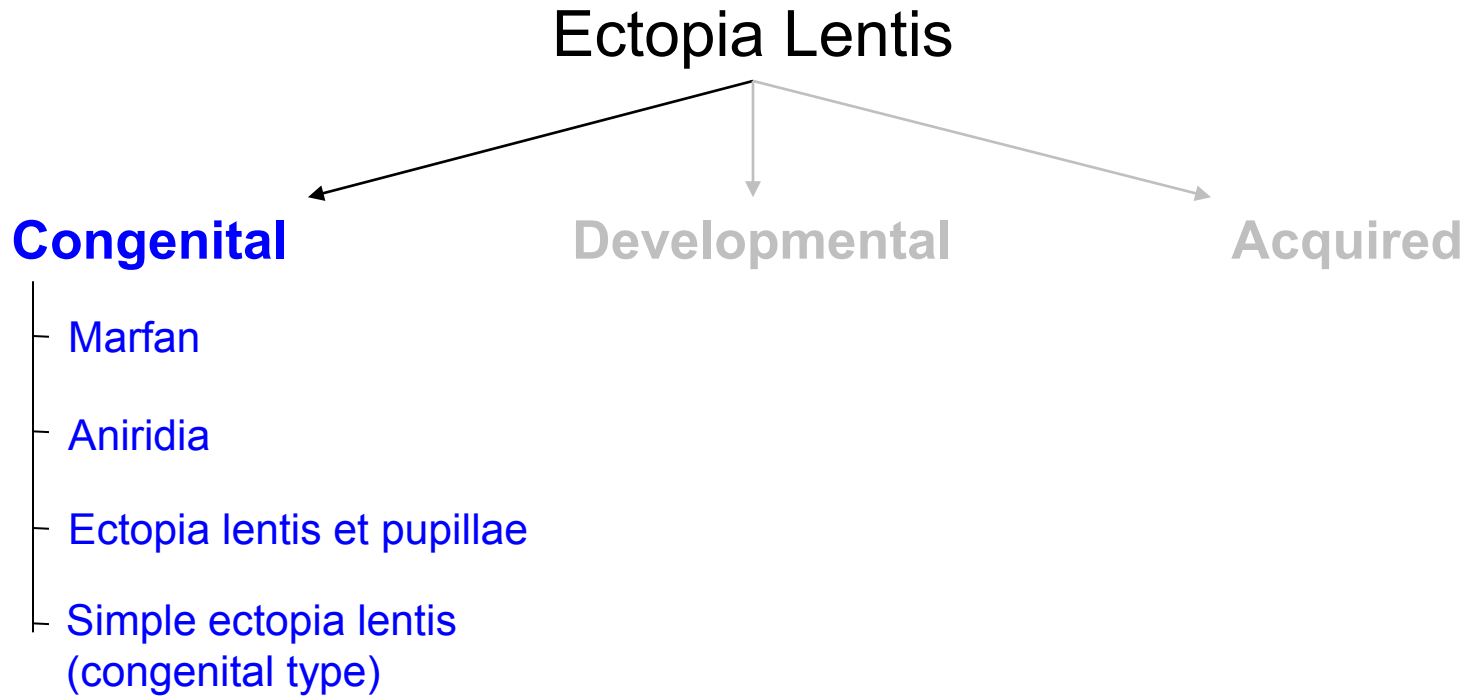 Ectopia Lentis
Congenital
Developmental
Acquired
Marfan
Aniridia
Ectopia lentis et pupillae
Simple ectopia lentis
(congenital type)